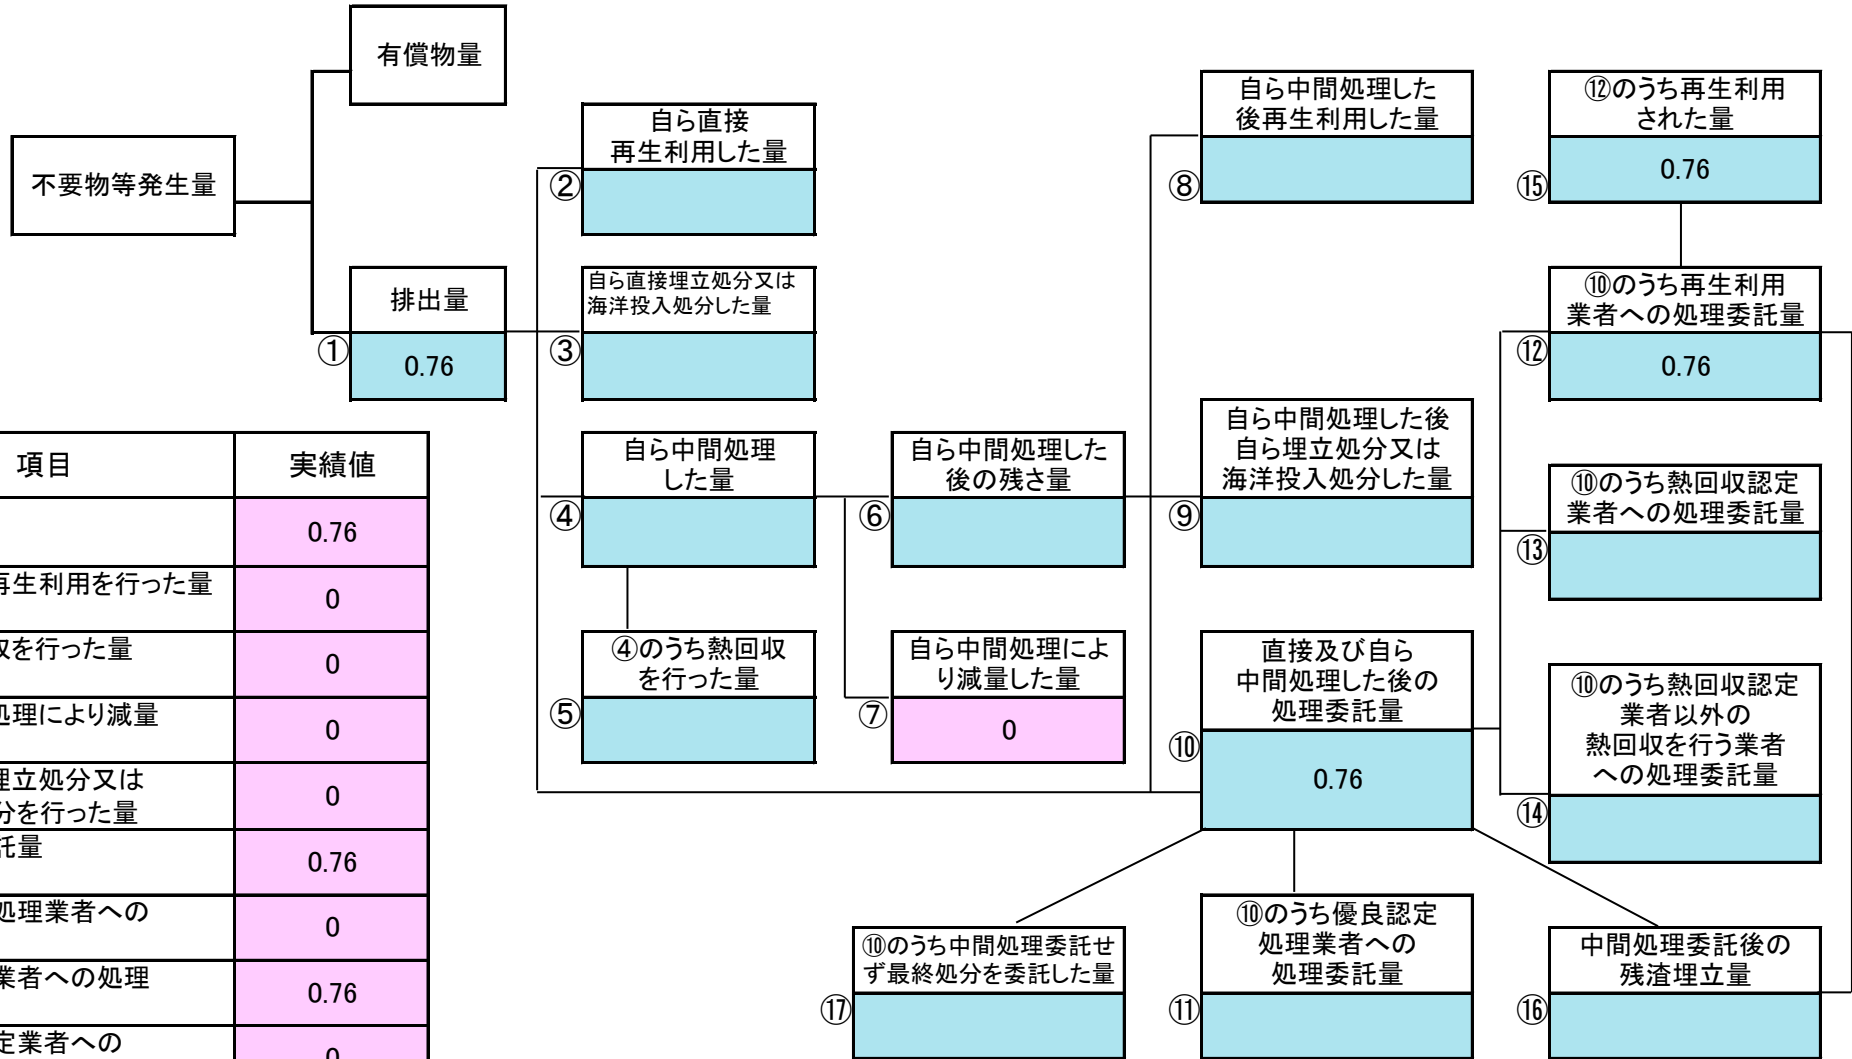 有償物量
不要物等発生量
排出量
①
0.76
自ら直接
再生利用した量
②
自ら直接埋立処分又は
海洋投入処分した量
③
自ら中間処理
した量
④
④のうち熱回収
を行った量
⑤
自ら中間処理した
後の残さ量
⑥
自ら中間処理によ
り減量した量
⑦
0
自ら中間処理した
後再生利用した量
⑧
自ら中間処理した後
自ら埋立処分又は
海洋投入処分した量
⑨
直接及び自ら
中間処理した後の
処理委託量
⑩
0.76
⑩のうち優良認定
処理業者への
処理委託量
⑪
⑩のうち中間処理委託せ
ず最終処分を委託した量
⑰
⑫のうち再生利用
された量
⑮
0.76
⑩のうち再生利用
業者への処理委託量
⑫
0.76
⑩のうち熱回収認定
業者への処理委託量
⑬
⑩のうち熱回収認定
業者以外の
熱回収を行う業者
への処理委託量
⑭
中間処理委託後の
残渣埋立量
⑯
項目 実績値
0.76
再生利用を行った量 0
を行った量 0
処理により減量 0
埋立処分又は
分を行った量 0
託量 0.76
処理業者への 0
業者への処理 0.76
定業者への 0